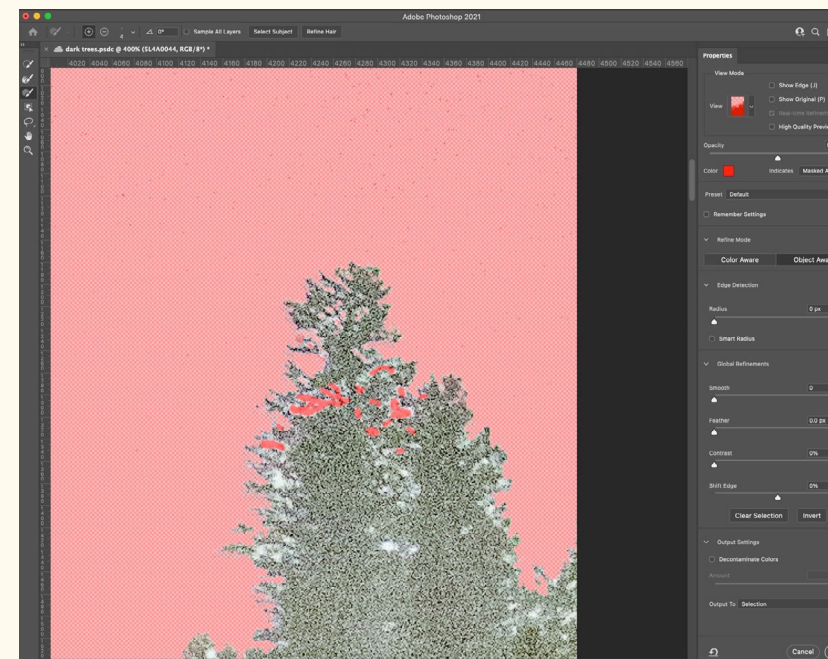 Adobe Photoshop 2021
4 0° Sample All Layers Select Subject Refine Hair
× dark trees.psdc @ 400% (5L4A0044, RGB/8*) *
4020 4040 4060 4080 4100 4120 4140 4160 4180 4200 4220 4240 4260 4280 4300 4320 4340 4360 4380 4400 4420 4440 4460 4480 4500 4520 4540 4560
Properties
View Mode
Show Edge (J)
View
Show Original (P)
Real-time Refinem
High Quality Previe
Opacity
Color Indicates Masked A
Preset Default
Remember Settings
Refine Mode
Color Aware Object Awa
Edge Detection
Radius 0 px
Smart Radius
Global Refinements
Smooth 0
Feather 0.0 px
Contrast 0%
Shift Edge 0%
Clear Selection Invert
Output Settings
Decontaminate Colors
Amount
Output To Selection
Cancel